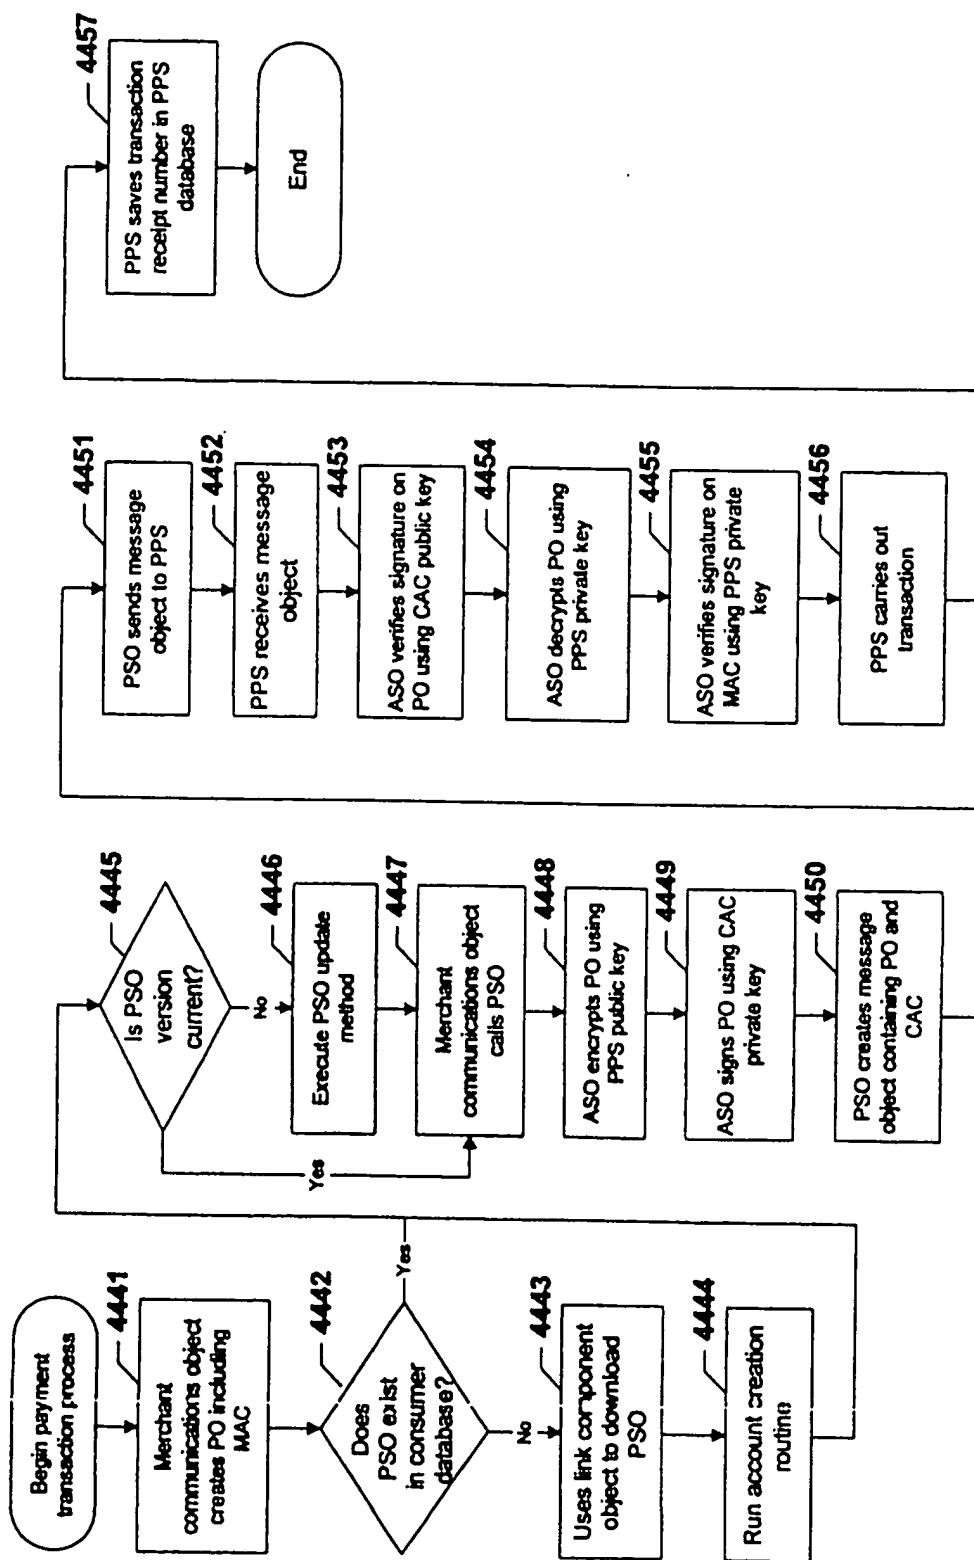 Begin payment
transaction process
4441
Merchant
communications object
creates PO including
MAC
4442
Does
PSO exist
in consumer
database?
Yes
No
4443
Uses link component
object to download
PSO
4444
Run account creation
routine
4445
Is PSO
version
current?
No
Yes
4446
Execute PSO update
method
4447
Merchant
communications object
calls PSO
4448
ASO encrypts PO using
PPS public key
4449
ASO signs PO using CAC
private key
4450
PSO creates message
object containing PO and
CAC
4451
PSO sends message
object to PPS
4452
PPS receives message
object
4453
ASO verifies signature on
PO using CAC public key
4454
ASO decrypts PO using
PPS private key
4455
ASO verifies signature on
MAC using PPS private
key
4456
PPS carries out
transaction
4457
PPS saves transaction
receipt number in PPS
database
End